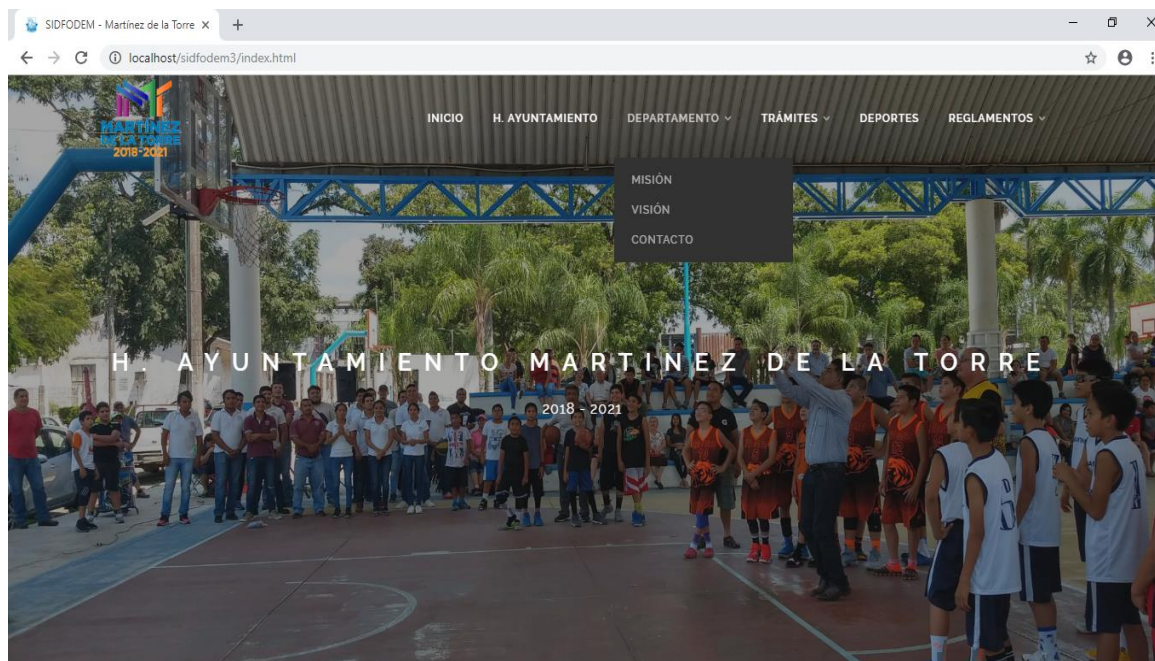 SIDFODEM - Martínez de la Torre
localhost/sidfodem3/index.html
MARTÍNEZ
DE LA TORRE
2018-2021
INICIO H. AYUNTAMIENTO DEPARTAMENTO TRÁMITES DEPORTES REGLAMENTOS
MISIÓN
VISIÓN
CONTACTO
H. AYUNTAMIENTO MARTINEZ DE LA TORRE
2018 - 2021